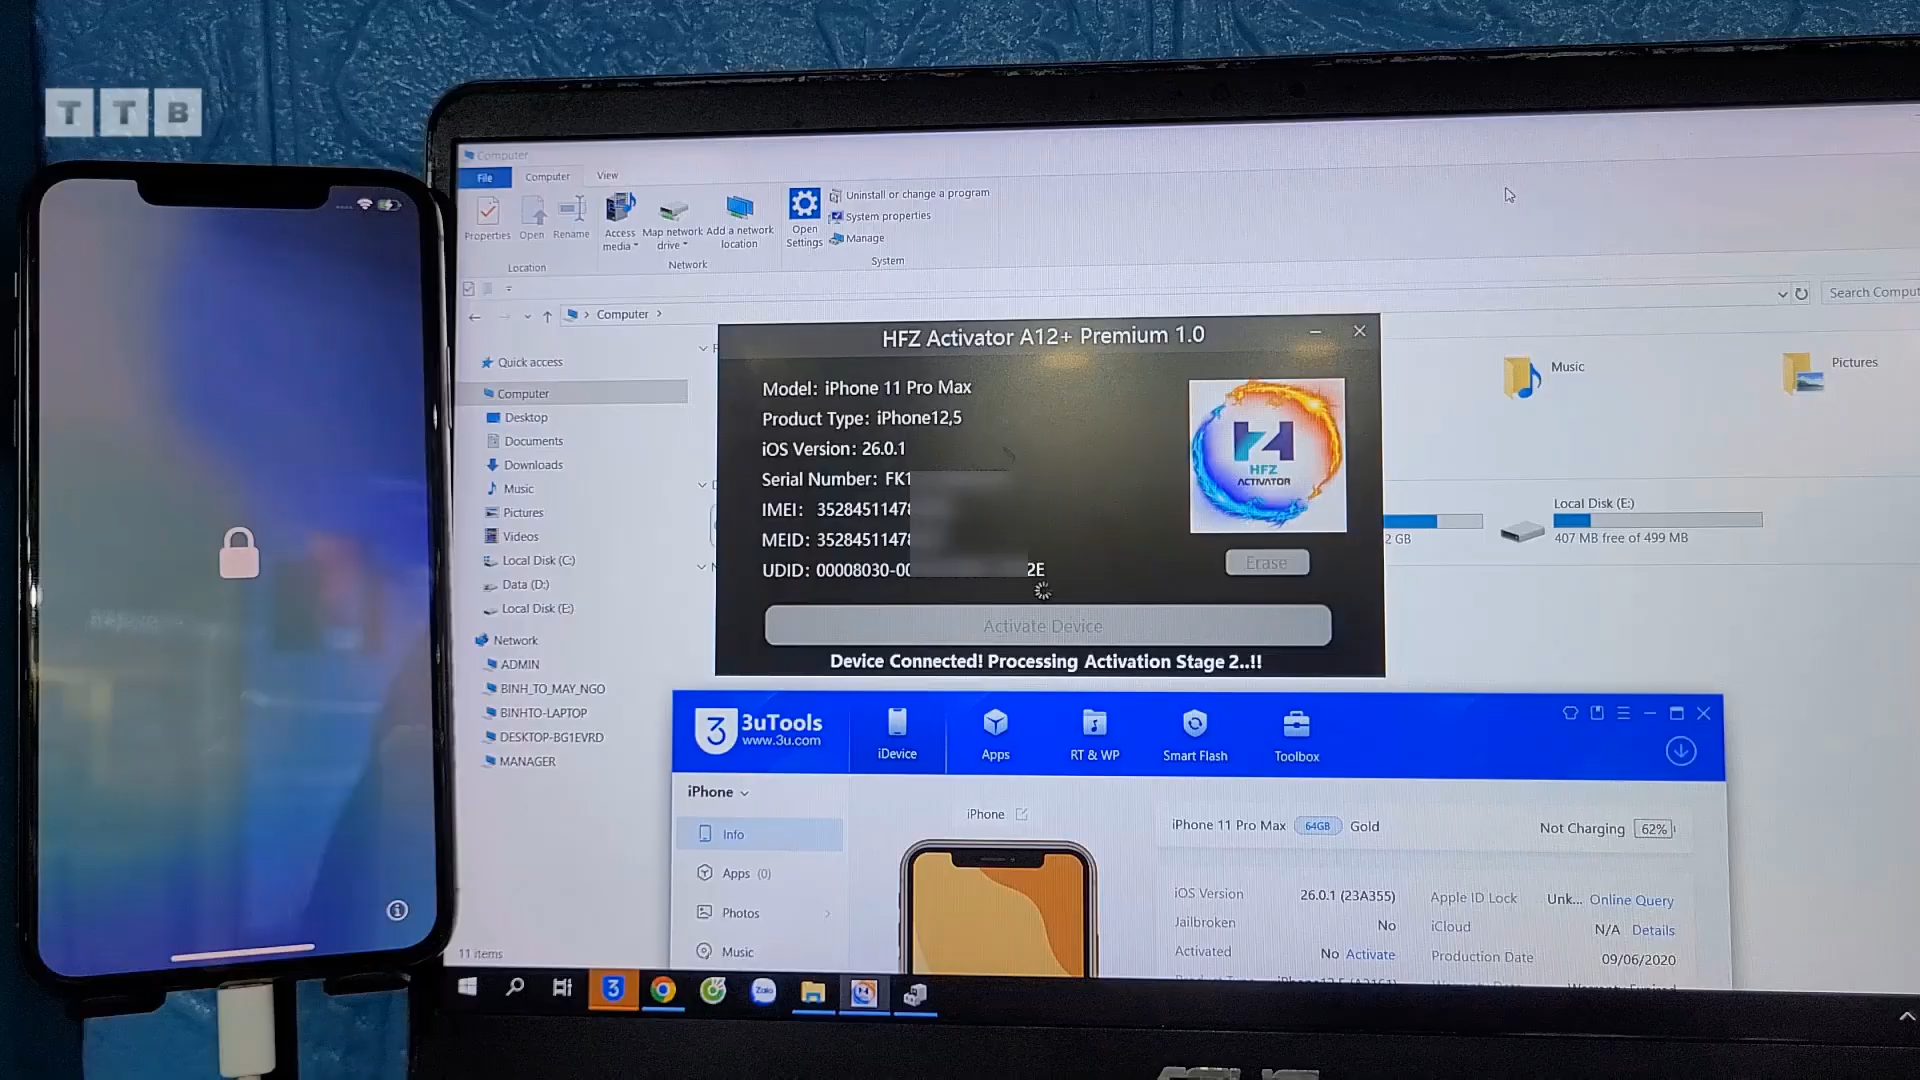 TTB
Computer
File Computer View
Properties Open Rename Access media Map network drive Add a network location Open Settings Uninstall or change a program
System properties
Manage
Location Network System
Computer
Search Comput
Quick access
Computer
Desktop
Documents
Downloads
Music
Pictures
Videos
Local Disk (C:)
Data (D:)
Local Disk (E:)
Network
ADMIN
BINH_TO_MAY_NGO
BINHTO-LAPTOP
DESKTOP-BG1EVRD
MANAGER
11 items
Music
Pictures
2 GB
Local Disk (E:)
407 MB free of 499 MB
HFZ Activator A12+ Premium 1.0
Model: iPhone 11 Pro Max
Product Type: iPhone12,5
iOS Version: 26.0.1
Serial Number: FK1
IMEI: 3528451147
MEID: 3528451147
UDID: 00008030-00 2E
HFZ
ACTIVATOR
Erase
Activate Device
Device Connected! Processing Activation Stage 2..!!
3 3uTools
www.3u.com
iDevice Apps RT & WP Smart Flash Toolbox
iPhone
Info
Apps (0)
Photos
Music
iPhone
iPhone 11 Pro Max 64GB Gold Not Charging 62%
iOS Version 26.0.1 (23A355) Apple ID Lock Unk... Online Query
Jailbroken No iCloud N/A Details
Activated No Activate Production Date 09/06/2020
3 Zalo